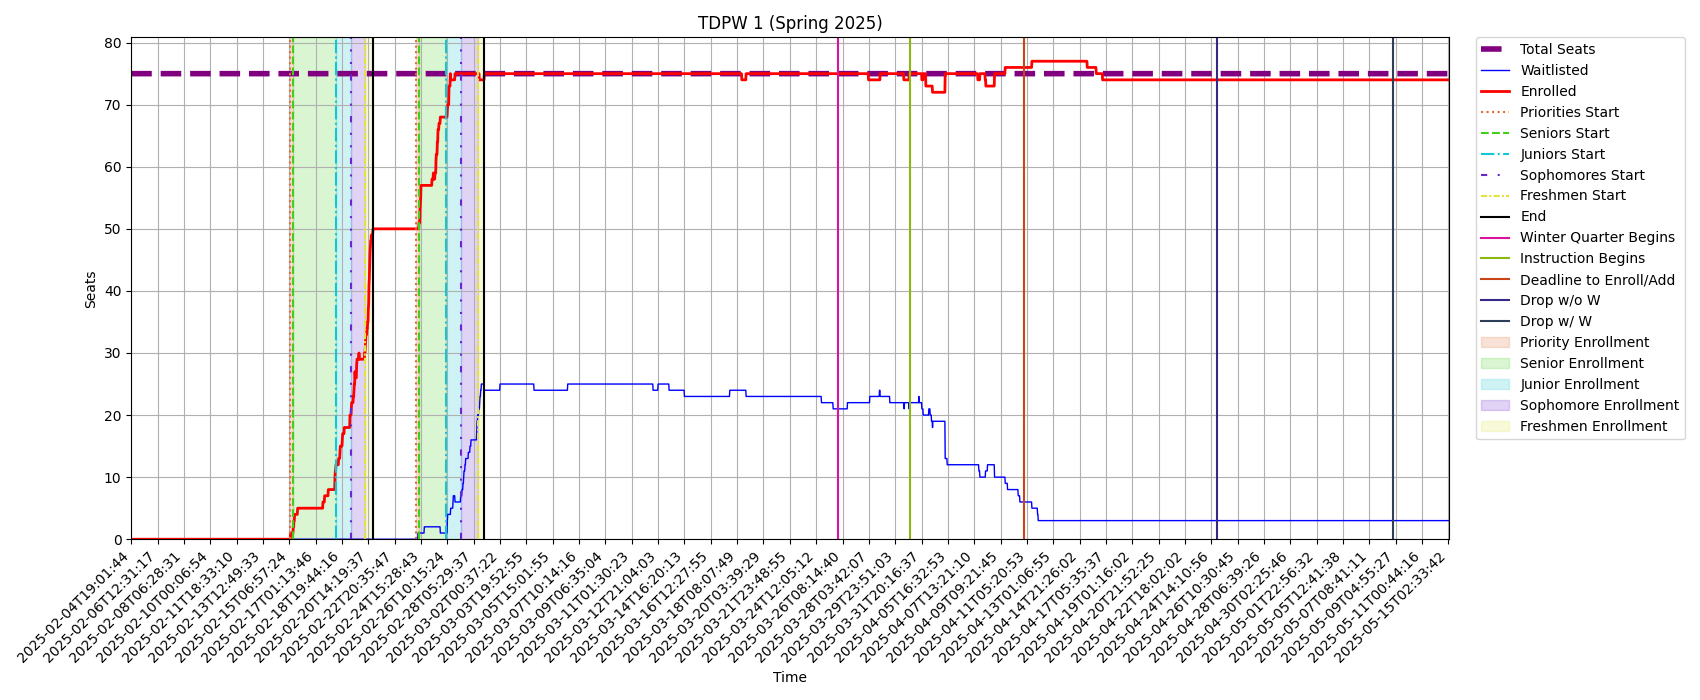 TDPW 1 (Spring 2025)
80
70
60
50
40
30
20
10
0
Seats
2025-02-04T19:01:44
2025-02-06T12:31:17
2025-02-08T06:28:31
2025-02-10T00:06:54
2025-02-11T18:33:10
2025-02-13T12:49:33
2025-02-15T06:57:24
2025-02-17T01:13:46
2025-02-18T19:44:16
2025-02-20T14:19:37
2025-02-22T20:35:47
2025-02-24T15:28:43
2025-02-26T10:15:24
2025-02-28T05:29:37
2025-03-02T00:37:22
2025-03-03T19:52:55
2025-03-05T15:01:55
2025-03-07T10:14:16
2025-03-09T06:35:04
2025-03-11T01:30:23
2025-03-12T21:04:03
2025-03-14T16:20:13
2025-03-16T12:27:55
2025-03-18T08:07:49
2025-03-20T03:39:29
2025-03-21T23:48:55
2025-03-24T12:05:12
2025-03-26T08:14:40
2025-03-28T03:42:07
2025-03-29T23:51:03
2025-03-31T20:16:37
2025-04-05T16:32:53
2025-04-07T13:21:10
2025-04-09T09:21:45
2025-04-11T05:20:53
2025-04-13T01:06:55
2025-04-14T21:26:02
2025-04-17T05:35:37
2025-04-19T01:16:02
2025-04-20T21:52:25
2025-04-22T18:02:02
2025-04-24T14:10:56
2025-04-26T10:30:45
2025-04-28T06:39:26
2025-04-30T02:25:46
2025-05-01T22:56:32
2025-05-05T12:41:38
2025-05-07T08:41:11
2025-05-09T04:55:27
2025-05-11T00:44:16
2025-05-15T02:33:42
Time
Total Seats
Waitlisted
Enrolled
Priorities Start
Seniors Start
Juniors Start
Sophomores Start
Freshmen Start
End
Winter Quarter Begins
Instruction Begins
Deadline to Enroll/Add
Drop w/o W
Drop w/ W
Priority Enrollment
Senior Enrollment
Junior Enrollment
Sophomore Enrollment
Freshmen Enrollment